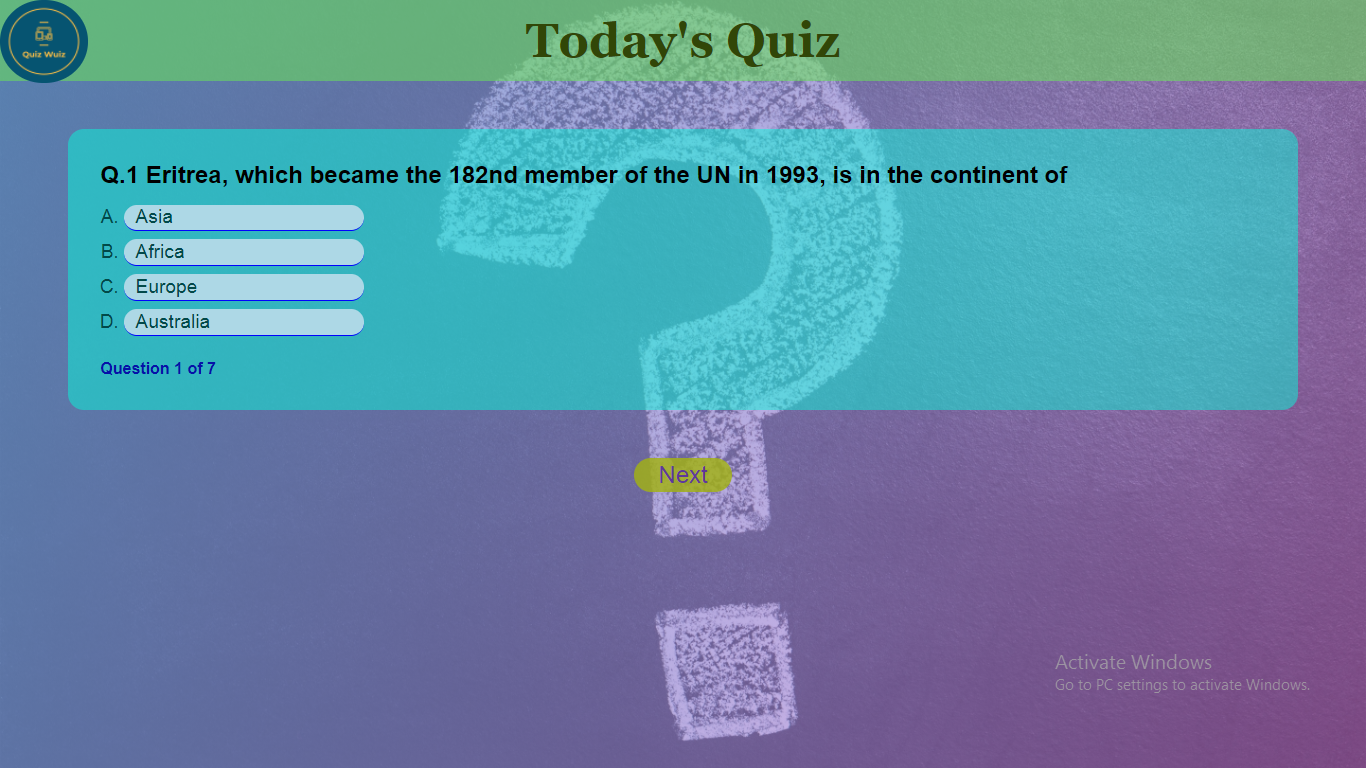 Quiz Wuiz
Today's Quiz
Q.1 Eritrea, which became the 182nd member of the UN in 1993, is in the continent of
A. Asia
B. Africa
C. Europe
D. Australia
Question 1 of 7
Next
Activate Windows
Go to PC settings to activate Windows.